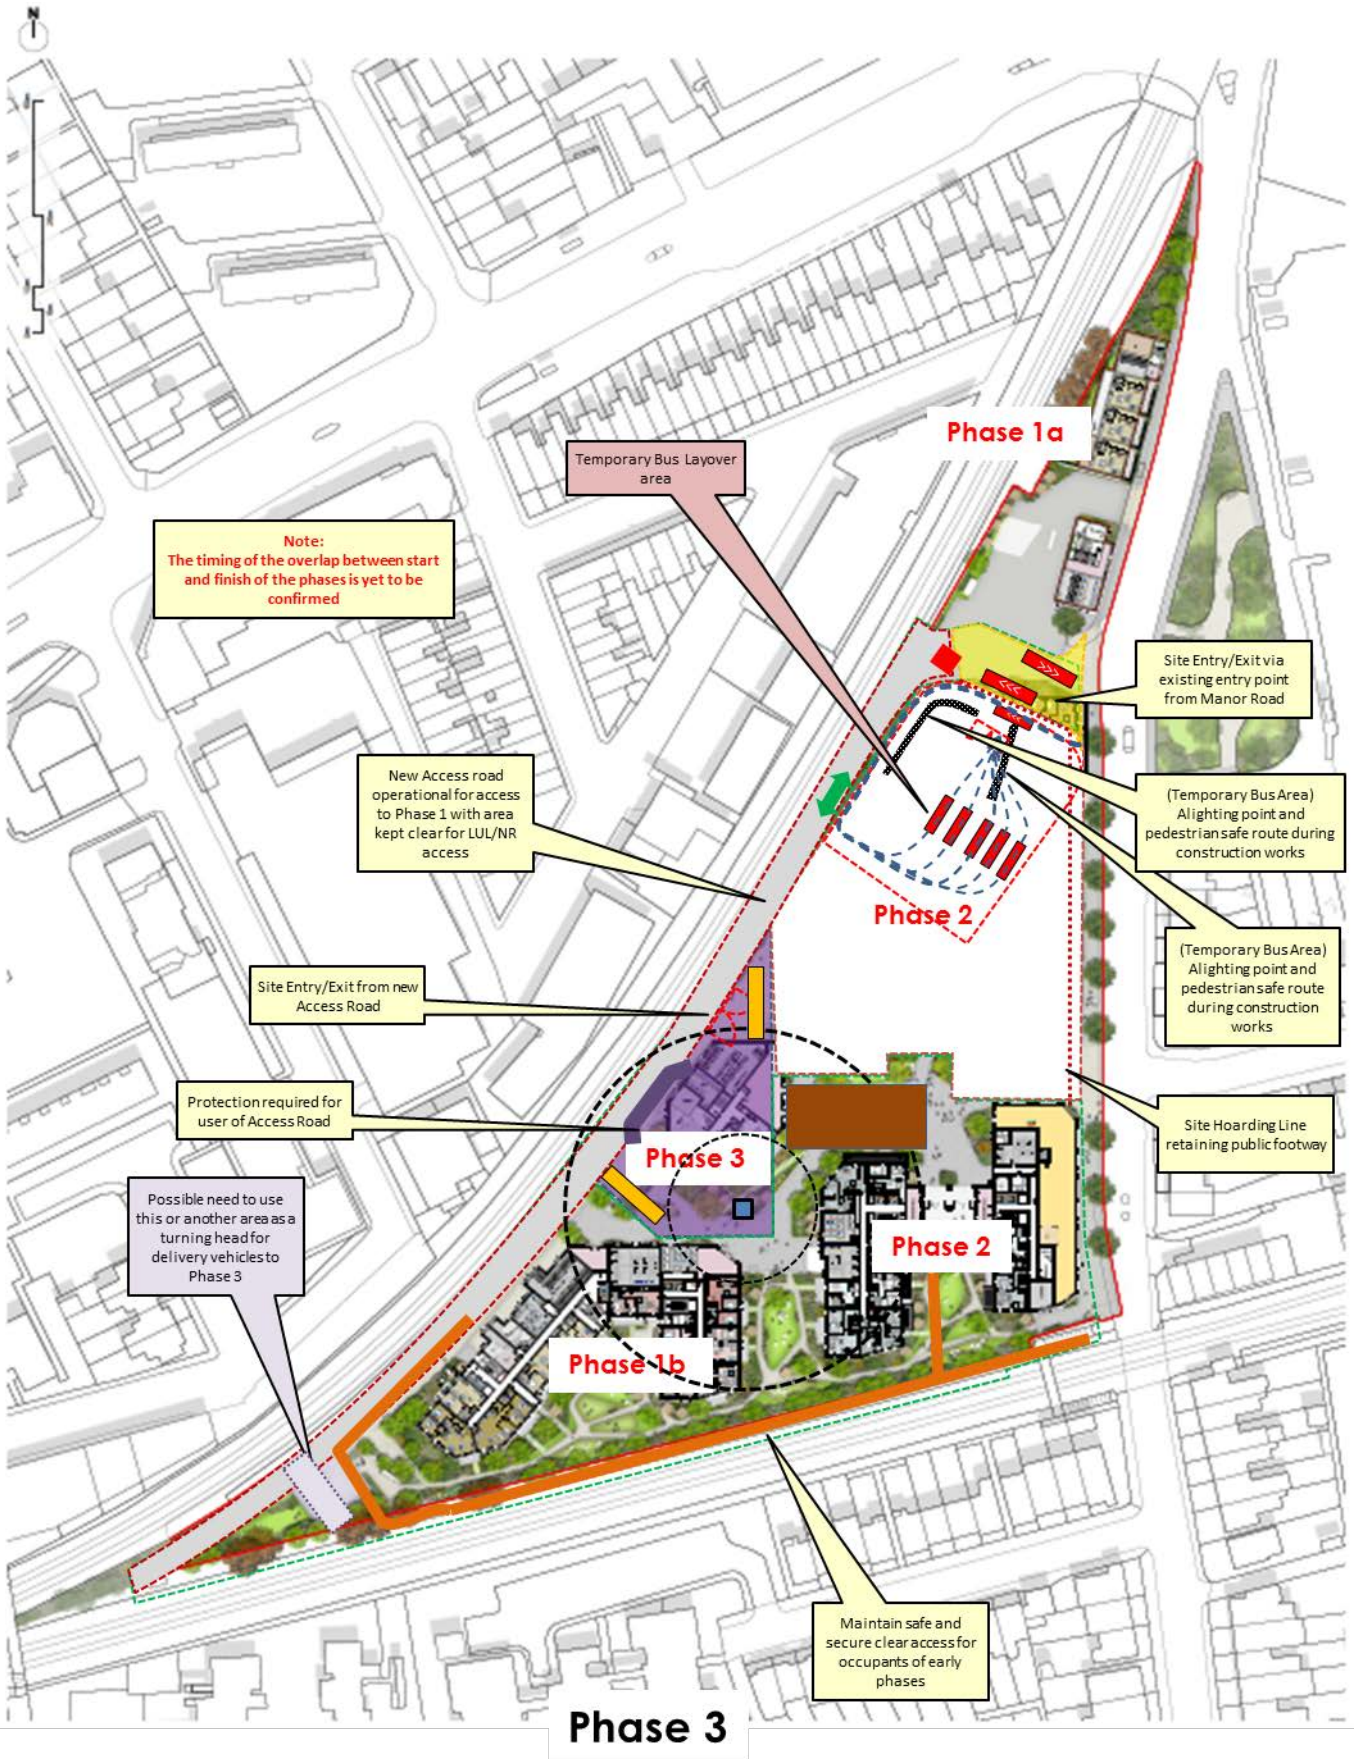 N
Phase 1a
Temporary Bus Layover
area
Note:
The timing of the overlap between start
and finish of the phases is yet to be
confirmed
Site Entry/Exit via
existing entry point
from Manor Road
New Access road
operational for access
to Phase 1 with area
kept clear for LUL/NR
access
(Temporary Bus Area)
Alighting point and
pedestrian safe route during
construction works
Phase 2
(Temporary Bus Area)
Alighting point and
pedestrian safe route
during construction
works
Site Entry/Exit from new
Access Road
Protection required for
user of Access Road
Site Hoarding Line
retaining public footway
Phase 3
Possible need to use
this or another area as a
turning head for
delivery vehicles to
Phase 3
Phase 2
Phase 1b
Maintain safe and
secure clear access for
occupants of early
phases
Phase 3